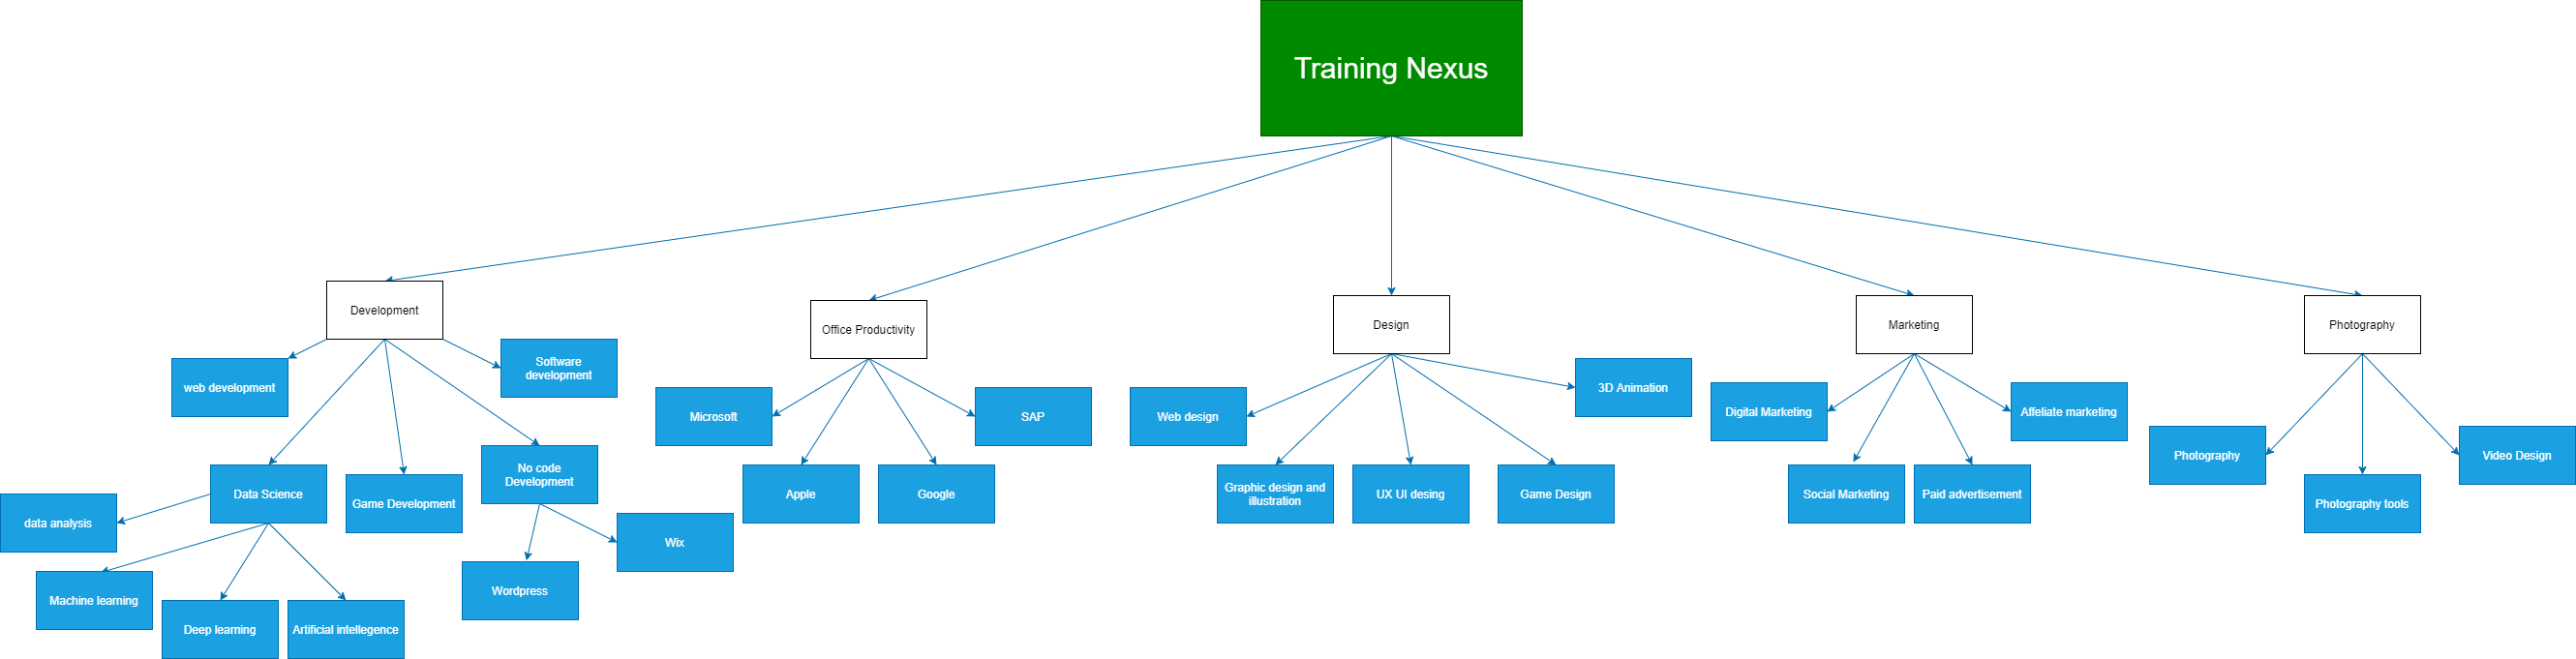 Training Nexus
Development
Office Productivity
Design
Marketing
Photography
web development
Software
development
Microsoft
SAP
Web design
3D Animation
Digital Marketing
Affeliate marketing
Photography
Video Design
Data Science
Game Development
No code
Development
Apple
Google
Graphic design and
illustration
UX UI desing
Game Design
Social Marketing
Paid advertisement
Photography tools
data analysis
Wix
Machine learning
Deep learning
Artificial intellegence
Wordpress